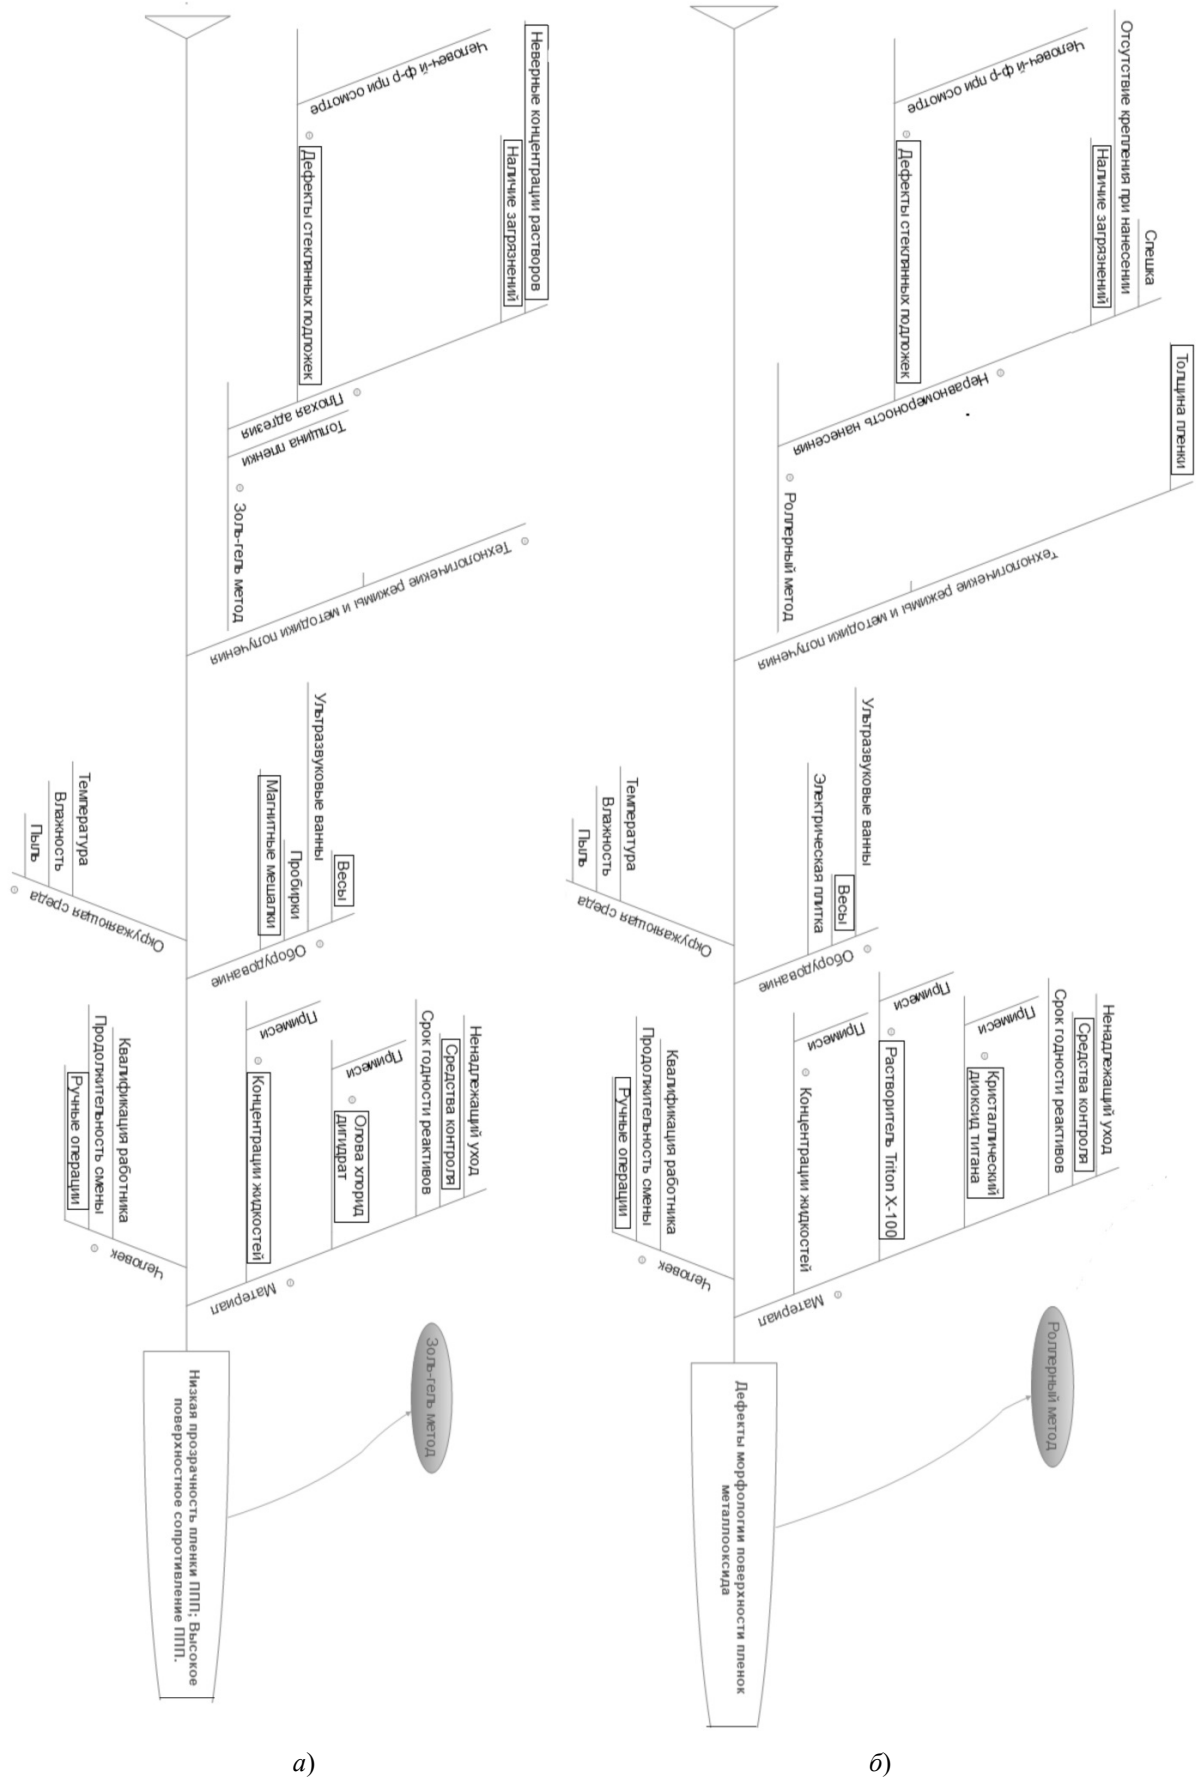 Неверные концентрации растворов
Наличие загрязнений
Человеч-й ф-р при осмотре
Дефекты стеклянных подложек
Плохая адгезия
Толщина пленки
Золь-гель метод
Технологичекие режимы и методики получения
Весы
Ультразвуковые ванны
Пробирки
Магнитные мешалки
Оборудование
Температура
Влажность
Пыль
Окружаяющая среда
Ненадлежащий уход
Средства контроля
Срок годности реактивов
Примеси
Олова хлорид
дигидрат
Примеси
Концентрации жидкостей
Материал
Квалификация работника
Продолжительность смены
Ручные операции
Человек
Золь-гель метод
Низкая прозрачность пленки ППП; Высокое
поверхностное сопротивление ППП.
а)
Спешка
Отсутствие крепления при нанесении
Наличие загрязнений
Человеч-й ф-р при осмотре
Дефекты стеклянных подложек
Неравномероность нанесения
Толщина пленки
Роллерный метод
Технологичекие режимы и методики получения
Ультразвуковые ванны
Весы
Электрическая плитка
Оборудование
Температура
Влажность
Пыль
Окружаяющая среда
Ненадлежащий уход
Средства контроля
Срок годности реактивов
Примеси
Кристаллический
диоксид титана
Примеси
Растворитель Triton X-100
Примеси
Концентрации жидкостей
Материал
Квалификация работника
Продолжительность смены
Ручные операции
Человек
Роллерный метод
Дефекты морфологии поверхности пленок
металлооксида
б)